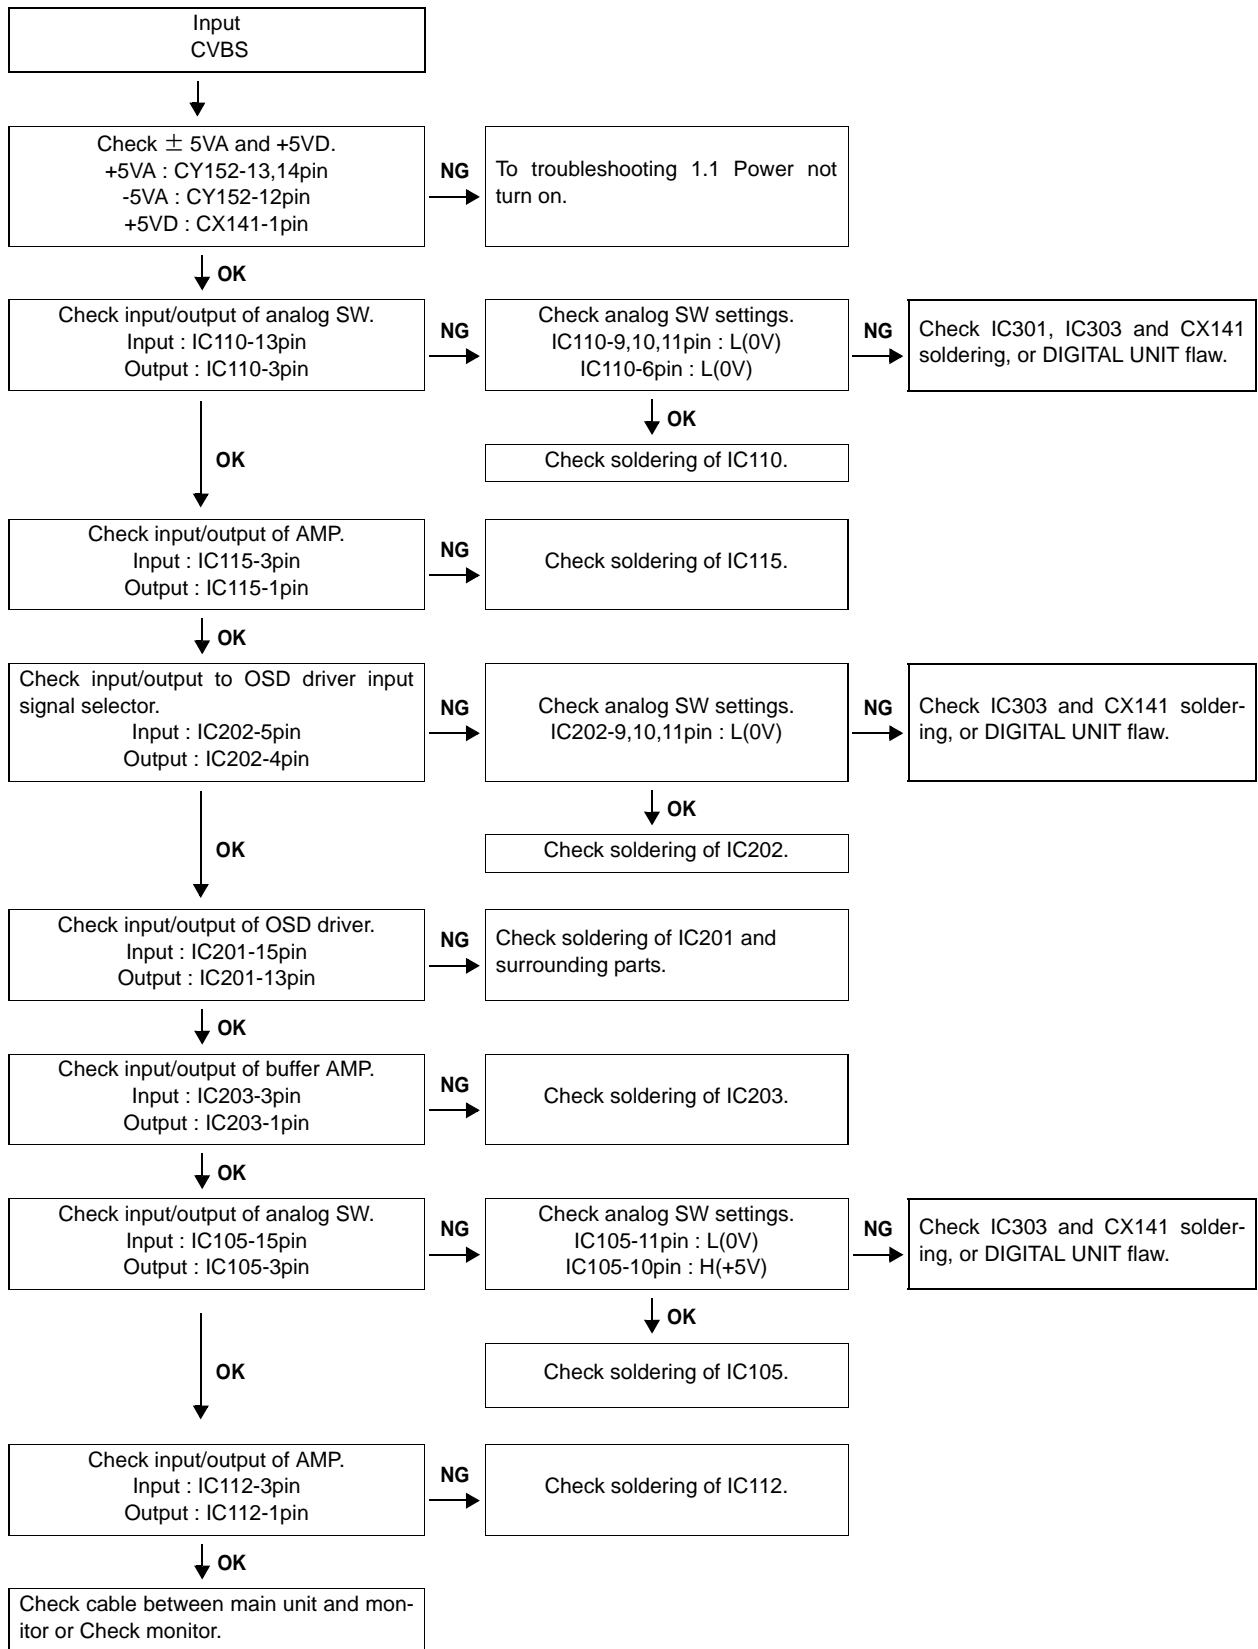 Input
CVBS
Check ± 5VA and +5VD.
+5VA : CY152-13,14pin
-5VA : CY152-12pin
+5VD : CX141-1pin
NG
To troubleshooting 1.1 Power not
turn on.
OK
Check input/output of analog SW.
Input : IC110-13pin
Output : IC110-3pin
NG
Check analog SW settings.
IC110-9,10,11pin : L(0V)
IC110-6pin : L(0V)
NG
Check IC301, IC303 and CX141
soldering, or DIGITAL UNIT flaw.
OK
Check soldering of IC110.
OK
Check input/output of AMP.
Input : IC115-3pin
Output : IC115-1pin
NG
Check soldering of IC115.
OK
Check input/output to OSD driver input
signal selector.
Input : IC202-5pin
Output : IC202-4pin
NG
Check analog SW settings.
IC202-9,10,11pin : L(0V)
NG
Check IC303 and CX141 solder-
ing, or DIGITAL UNIT flaw.
OK
Check soldering of IC202.
OK
Check input/output of OSD driver.
Input : IC201-15pin
Output : IC201-13pin
NG
Check soldering of IC201 and
surrounding parts.
OK
Check input/output of buffer AMP.
Input : IC203-3pin
Output : IC203-1pin
NG
Check soldering of IC203.
OK
Check input/output of analog SW.
Input : IC105-15pin
Output : IC105-3pin
NG
Check analog SW settings.
IC105-11pin : L(0V)
IC105-10pin : H(+5V)
NG
Check IC303 and CX141 solder-
ing, or DIGITAL UNIT flaw.
OK
Check soldering of IC105.
OK
Check input/output of AMP.
Input : IC112-3pin
Output : IC112-1pin
NG
Check soldering of IC112.
OK
Check cable between main unit and mon-
itor or Check monitor.